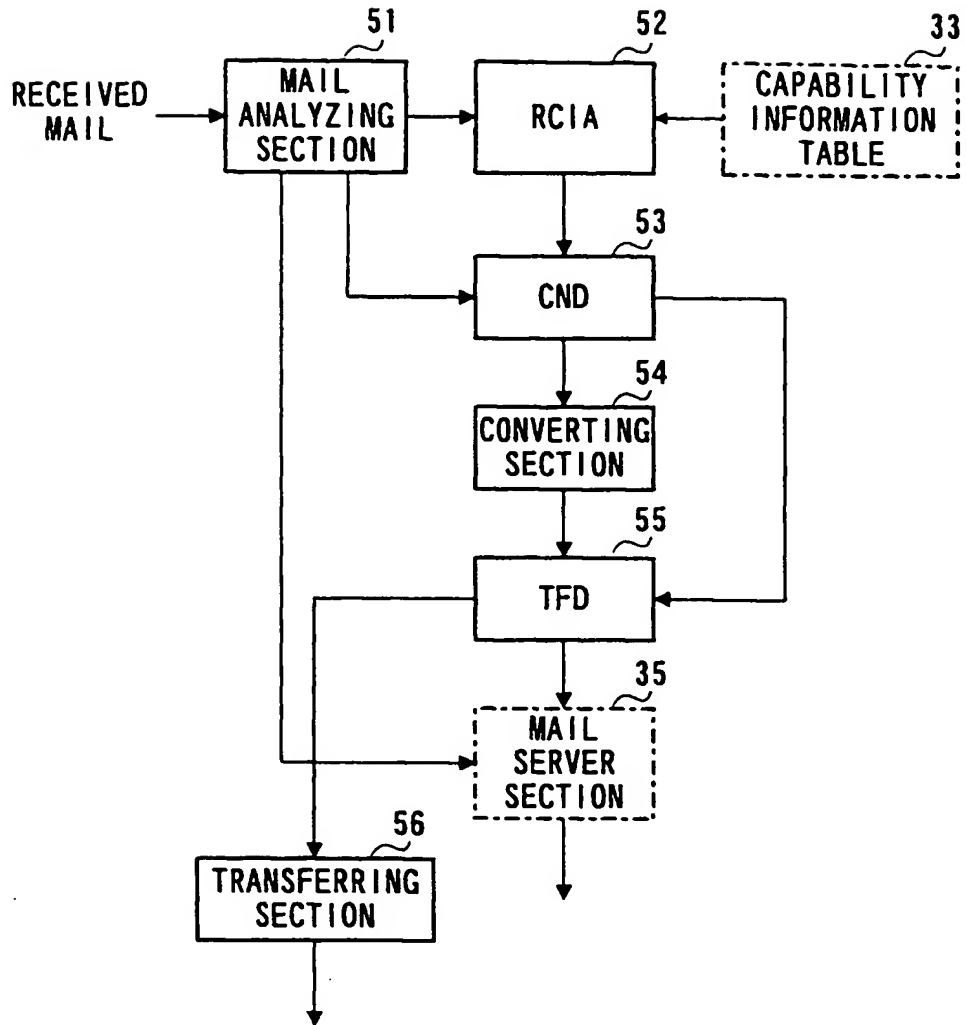 51
52
33
RECEIVED
MAIL
MAIL
ANALYZING
SECTION
RCIA
CAPABILITY
INFORMATION
TABLE
53
CND
54
CONVERTING
SECTION
55
TFD
35
MAIL
SERVER
SECTION
56
TRANSFERRING
SECTION